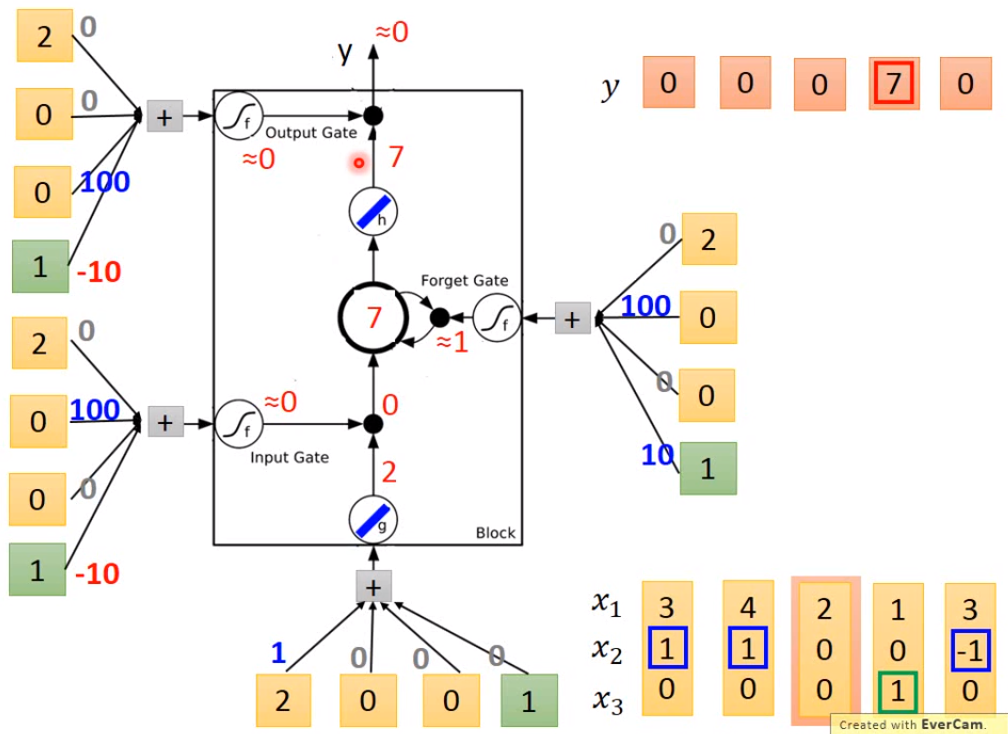 2 0
0 0
0 100
1 -10
+
f
Output Gate
≈0
y ≈0
7
h
y 0 0 0 7 0
Forget Gate
7
≈1
f
+
0 2
100 0
0 0
10 1
2 0
0 100
0 0
1 -10
+
f
≈0
Input Gate
0
2
g
Block
+
1 0 0 0
2 0 0 1
x1 3 4 2 1 3
x2 1 1 0 0 -1
x3 0 0 0 1 0
Created with EverCam.